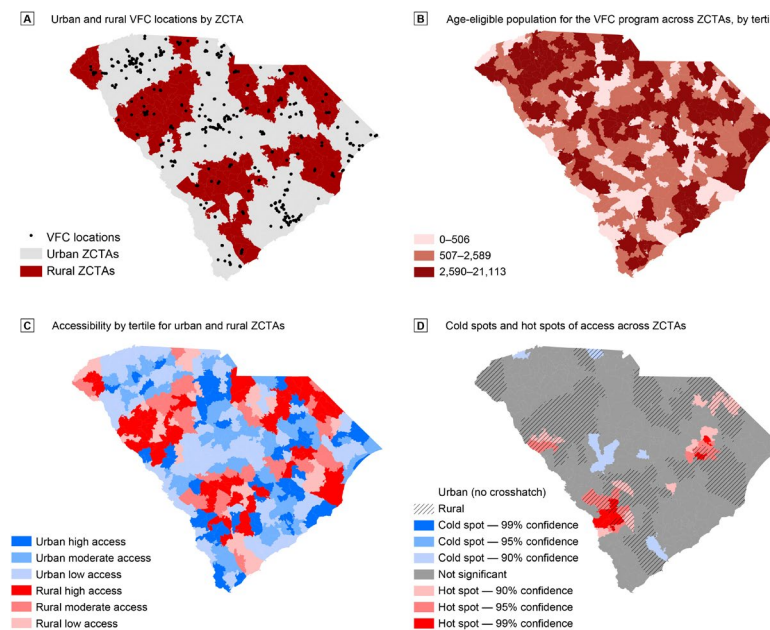 A Urban and rural VFC locations by ZCTA
VFC locations
Urban ZCTAs
Rural ZCTAs
B Age-eligible population for the VFC program across ZCTAs, by terti
0–506
507–2,589
2,590–21,113
C Accessibility by tertile for urban and rural ZCTAs
Urban high access
Urban moderate access
Urban low access
Rural high access
Rural moderate access
Rural low access
D Cold spots and hot spots of access across ZCTAs
Urban (no crosshatch)
Rural
Cold spot — 99% confidence
Cold spot — 95% confidence
Cold spot — 90% confidence
Not significant
Hot spot — 90% confidence
Hot spot — 95% confidence
Hot spot — 99% confidence